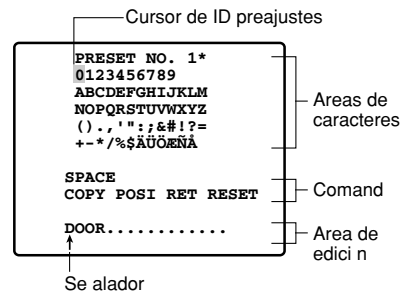 Cursor de ID preajustes
PRESET NO. 1*
0123456789
ABCDEFGHIJKLM
NOPQRSTUVWXYZ
().,'":;&#!?=
+-*/%$ÄÜÖÆÑÅ
Areas de
caracteres
SPACE
COPY POSI RET RESET
Comand
DOOR............
Area de
edici n
Se alador